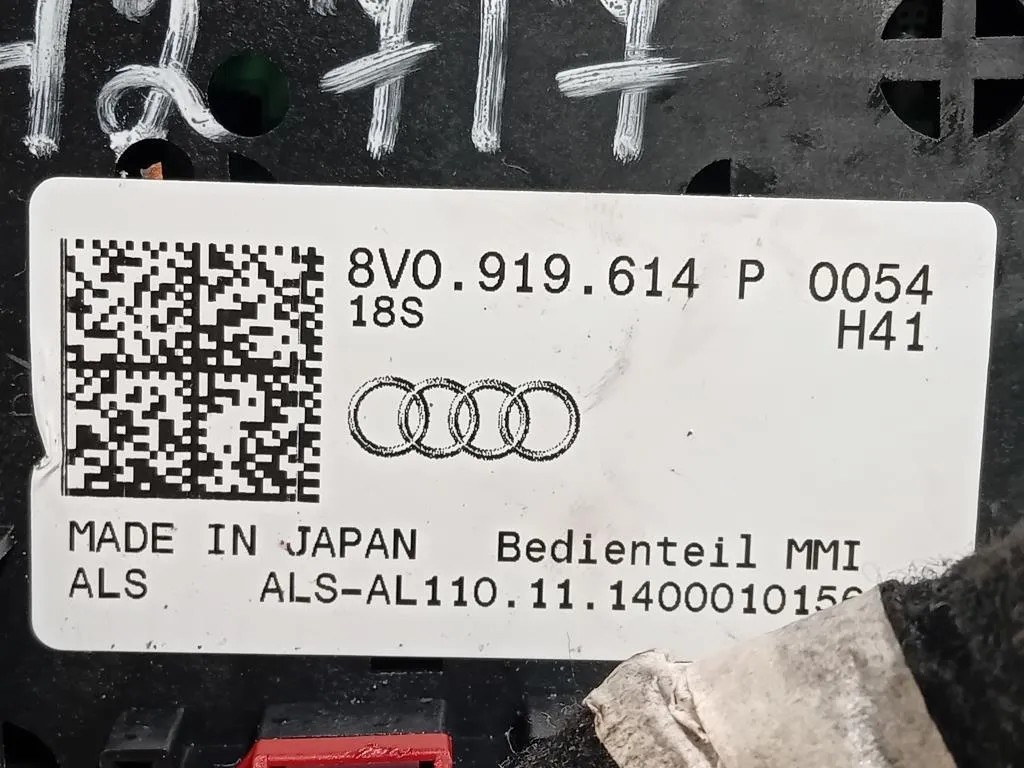 8V0.919.614 P 0054
18S H41
MADE IN JAPAN Bedienteil MMI
ALS ALS-AL110.11.140001015